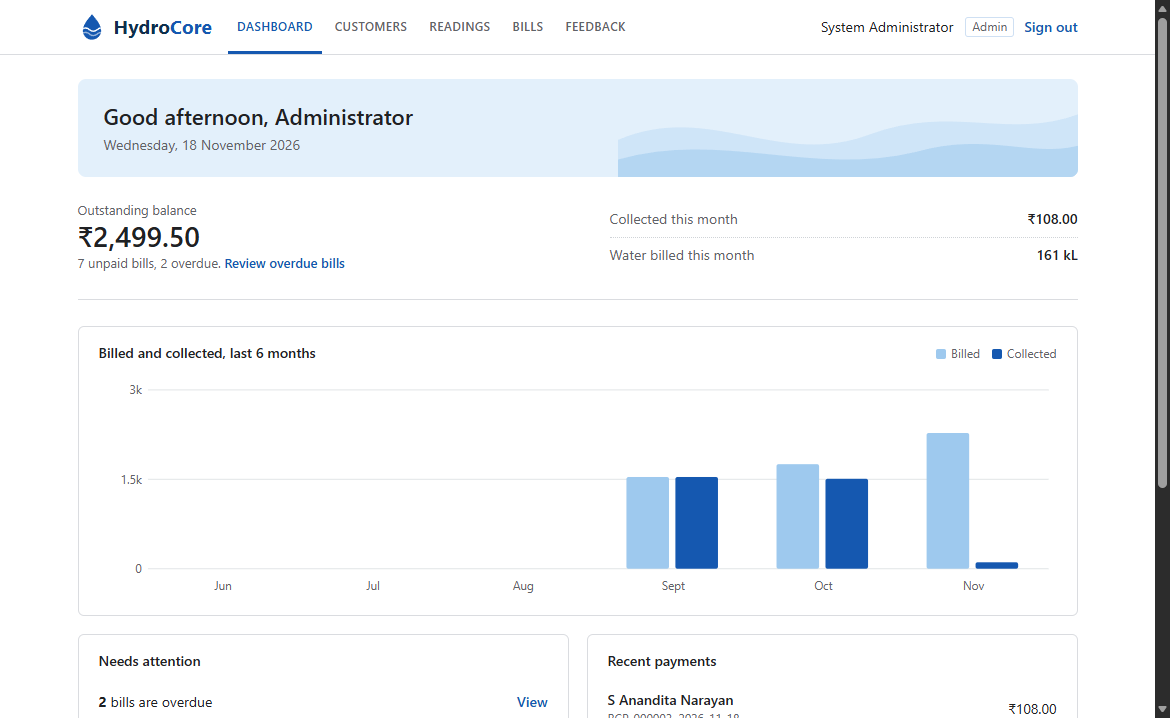 HydroCore DASHBOARD CUSTOMERS READINGS BILLS FEEDBACK System Administrator Admin Sign out
Good afternoon, Administrator
Wednesday, 18 November 2026
Outstanding balance
₹2,499.50
7 unpaid bills, 2 overdue. Review overdue bills
Collected this month ₹108.00
Water billed this month 161 kL
Billed and collected, last 6 months
Billed Collected
3k
1.5k
0
Jun Jul Aug Sept Oct Nov
Needs attention
2 bills are overdue View
Recent payments
S Anandita Narayan
₹108.00